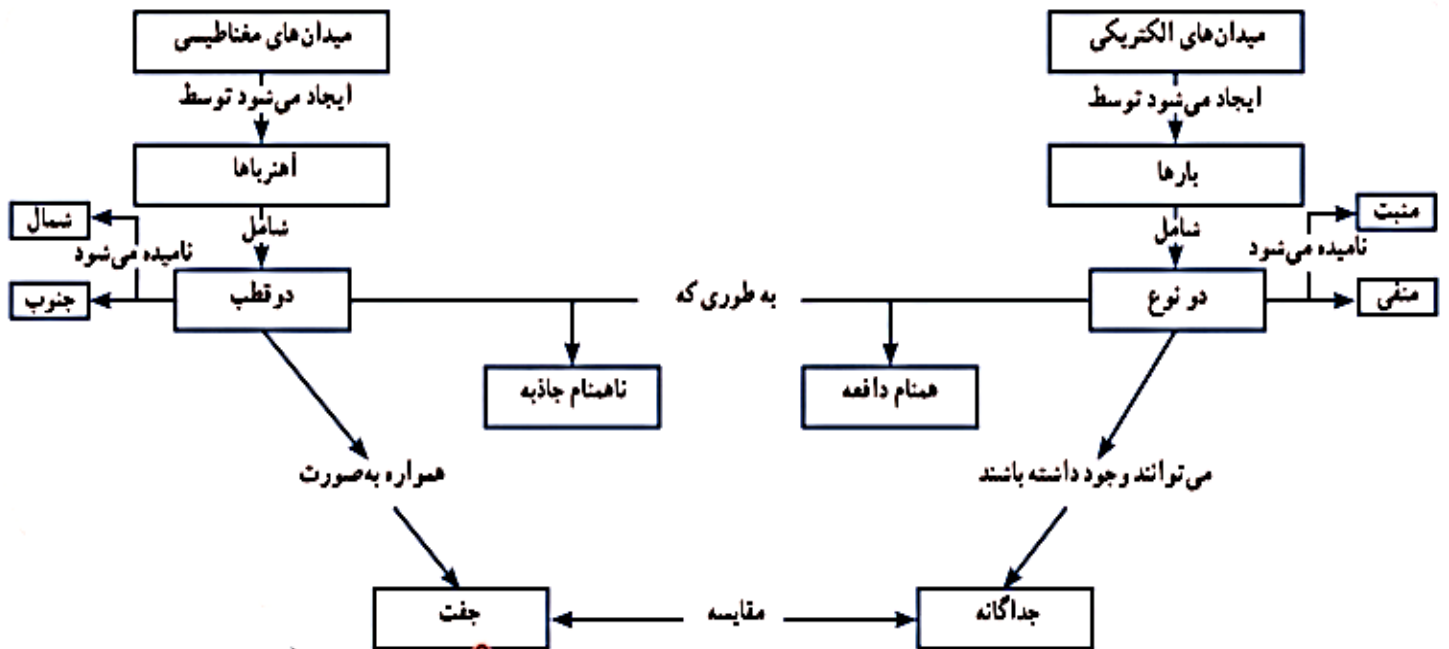 میدان‌های الکتریکی
میدان‌های مغناطیسی
ایجاد می‌شود توسط
ایجاد می‌شود توسط
بارها
آهنرباها
مثبت
شامل
شامل
شمال
نامیده می‌شود
نامیده می‌شود
منفی
دو نوع
به طوری که
دو قطب
جنوب
همنام دافعه
ناهمنام جاذبه
می‌توانند وجود داشته باشند
همواره به‌صورت
جداگانه
مقایسه
جفت